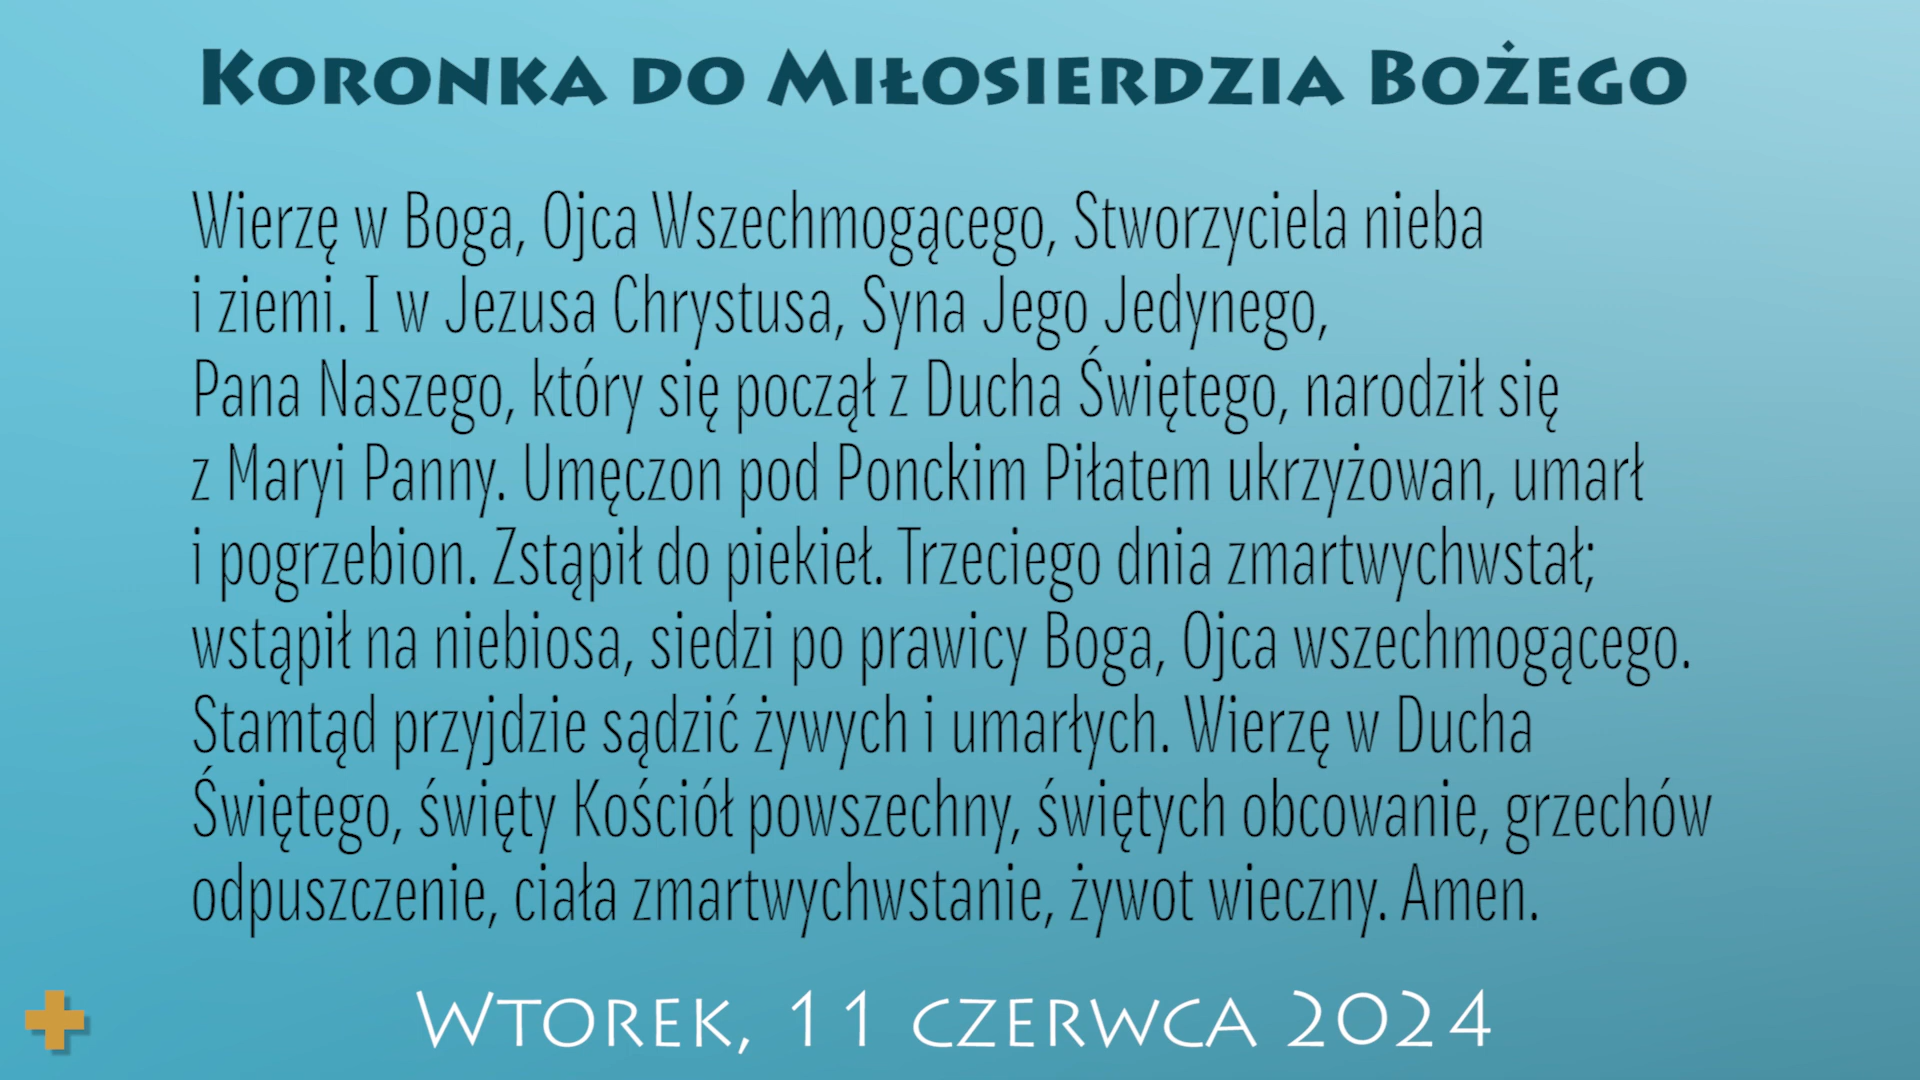 Koronka do Miłosierdzia Bożego
Wierzę w Boga, Ojca Wszechmogącego, Stworzyciela nieba
i ziemi. I w Jezusa Chrystusa, Syna Jego Jedynego,
Pana Naszego, który się począł z Ducha Świętego, narodził się
z Maryi Panny. Umęczon pod Ponckim Piłatem ukrzyżowan, umarł
i pogrzebion. Zstąpił do piekieł. Trzeciego dnia zmartwychwstał;
wstąpił na niebiosa, siedzi po prawicy Boga, Ojca wszechmogącego.
Stamtąd przyjdzie sądzić żywych i umarłych. Wierzę w Ducha
Świętego, święty Kościół powszechny, świętych obcowanie, grzechów
odpuszczenie, ciała zmartwychwstanie, żywot wieczny. Amen.
Wtorek, 11 czerwca 2024